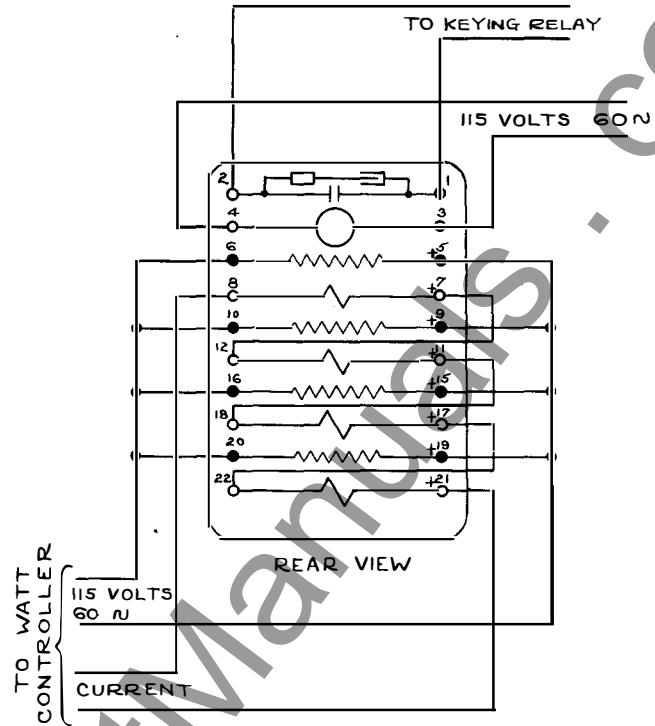 TO KEYING RELAY
115 VOLTS 60 ~
2 1
4 3
6 +5
8 +7
10 +9
12 +11
16 +15
18 +17
20 +19
22 +21
REAR VIEW
TO WATT
CONTROLLER
115 VOLTS
60 ~
CURRENT